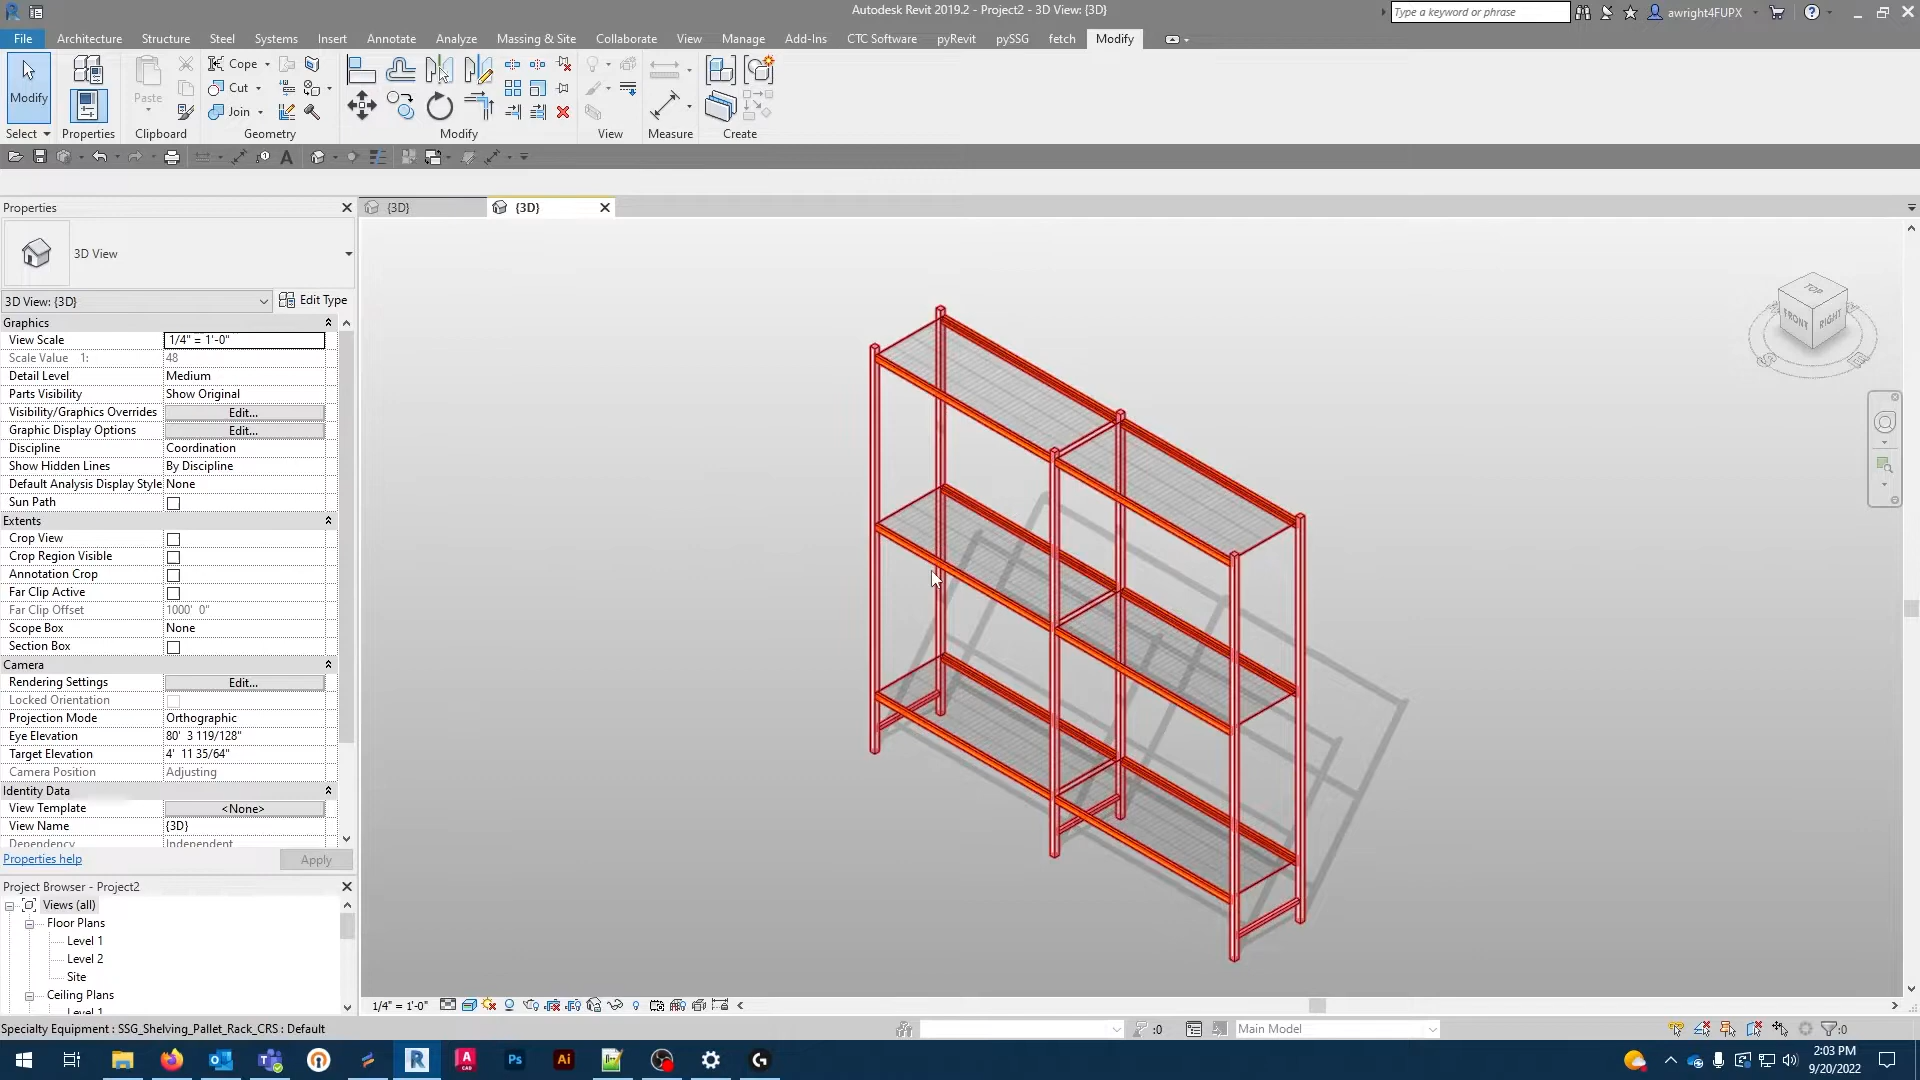 Autodesk Revit 2019.2 - Project2 - 3D View: {3D}
Type a keyword or phrase
awright4FUPX
File Architecture Structure Steel Systems Insert Annotate Analyze Massing & Site Collaborate View Manage Add-Ins CTC Software pyRevit pySSG fetch Modify
Modify
Paste
Cope
Cut
Join
Select Properties Clipboard Geometry Modify View Measure Create
Properties
{3D}
{3D}
3D View
3D View: {3D}
Edit Type
Graphics
View Scale 1/4" = 1'-0"
Scale Value 1: 48
Detail Level Medium
Parts Visibility Show Original
Visibility/Graphics Overrides Edit...
Graphic Display Options Edit...
Discipline Coordination
Show Hidden Lines By Discipline
Default Analysis Display Style None
Sun Path
Extents
Crop View
Crop Region Visible
Annotation Crop
Far Clip Active
Far Clip Offset 1000' 0"
Scope Box None
Section Box
Camera
Rendering Settings Edit...
Locked Orientation
Projection Mode Orthographic
Eye Elevation 80' 3 119/128"
Target Elevation 4' 11 35/64"
Camera Position Adjusting
Identity Data
View Template <None>
View Name {3D}
Dependency Independent
Properties help
Apply
Project Browser - Project2
Views (all)
Floor Plans
Level 1
Level 2
Site
Ceiling Plans
Level 1
TOP
FRONT
RIGHT
S
E
1/4" = 1'-0"
Specialty Equipment : SSG_Shelving_Pallet_Rack_CRS : Default
:0
Main Model
:0
R
A
CAD
Ps
Ai
2:03 PM
9/20/2022